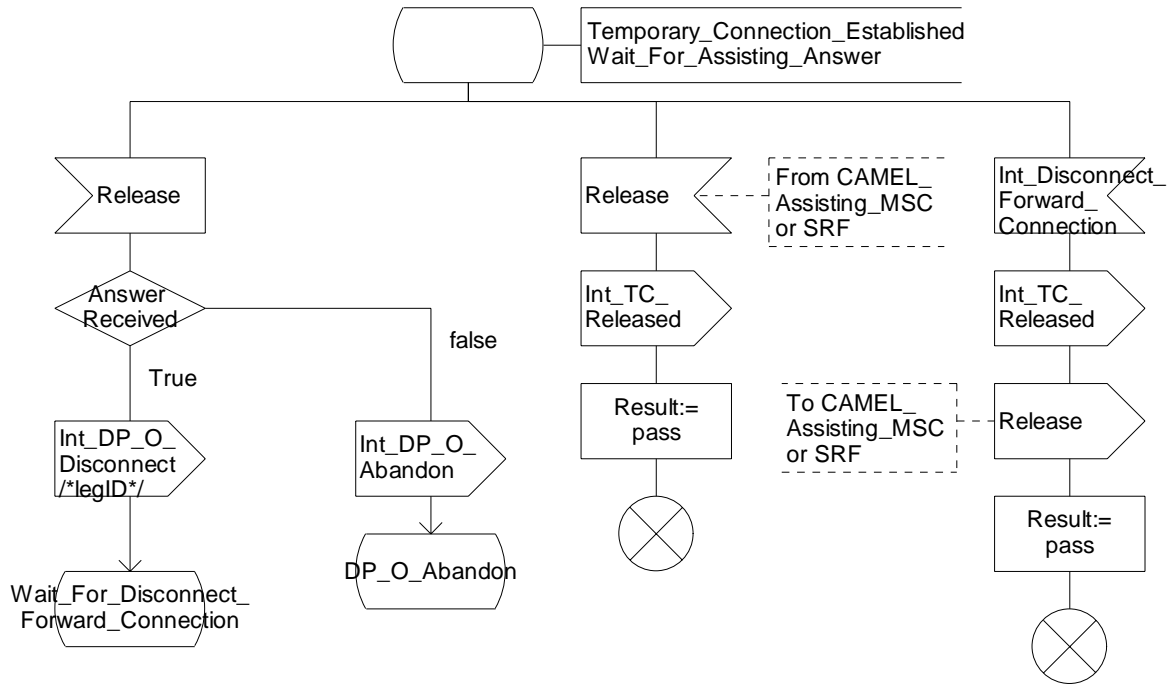 Temporary_Connection_Established
Wait_For_Assisting_Answer
Release
Release
From CAMEL_
Assisting_MSC
or SRF
Int_Disconnect_
Forward_
Connection
Answer
Received
Int_TC_
Released
Int_TC_
Released
false
True
Result:=
pass
To CAMEL_
Assisting_MSC
or SRF
Release
Int_DP_O_
Disconnect
/*legID*/
Int_DP_O_
Abandon
Result:=
pass
DP_O_Abandon
Wait_For_Disconnect_
Forward_Connection